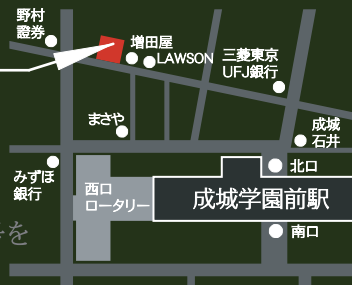 野村
證券
増田屋
LAWSON
三菱東京
UFJ銀行
まさや
成城
石井
みずほ
銀行
北口
西口
ロータリー
成城学園前駅
を
南口